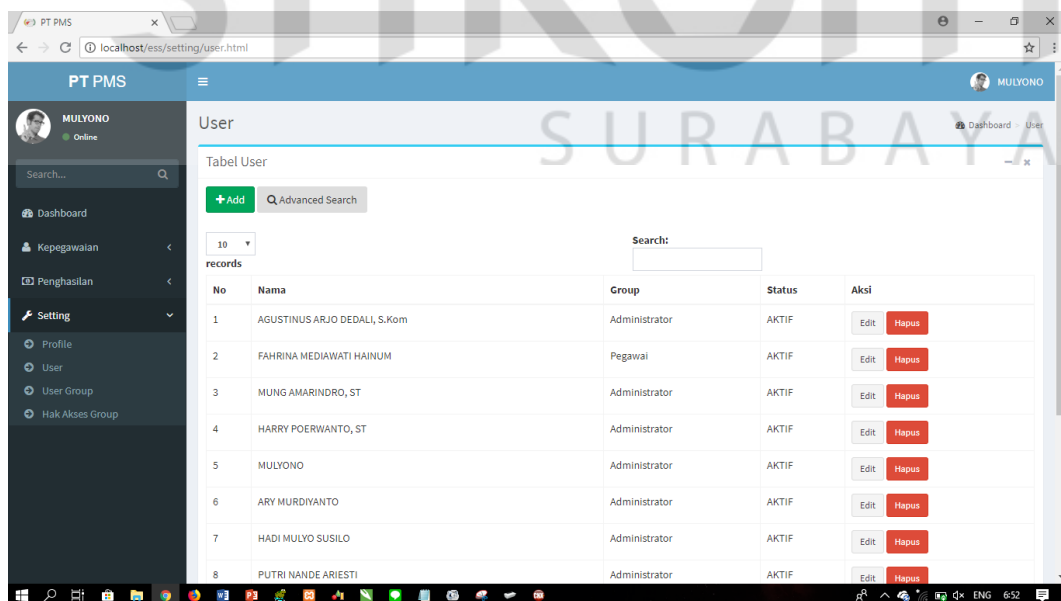 PT PMS
localhost/ess/setting/user.html
PT PMS
MULYONO
MULYONO
Online
User
Dashboard > User
SURABAYA
Tabel User
Search...
Add
Advanced Search
Dashboard
Kepegawaian
Penghasilan
Setting
Profile
User
User Group
Hak Akses Group
10
records
Search:
No Nama Group Status Aksi
1 AGUSTINUS ARJO DEDALI, S.Kom Administrator AKTIF Edit Hapus
2 FAHRINA MEDIAWATI HAINUM Pegawai AKTIF Edit Hapus
3 MUNG AMARINDRO, ST Administrator AKTIF Edit Hapus
4 HARRY POERWANTO, ST Administrator AKTIF Edit Hapus
5 MULYONO Administrator AKTIF Edit Hapus
6 ARY MURDIYANTO Administrator AKTIF Edit Hapus
7 HADI MULYO SUSILO Administrator AKTIF Edit Hapus
8 PUTRI NANDE ARIESTI Administrator AKTIF Edit Hapus
ENG 6:52